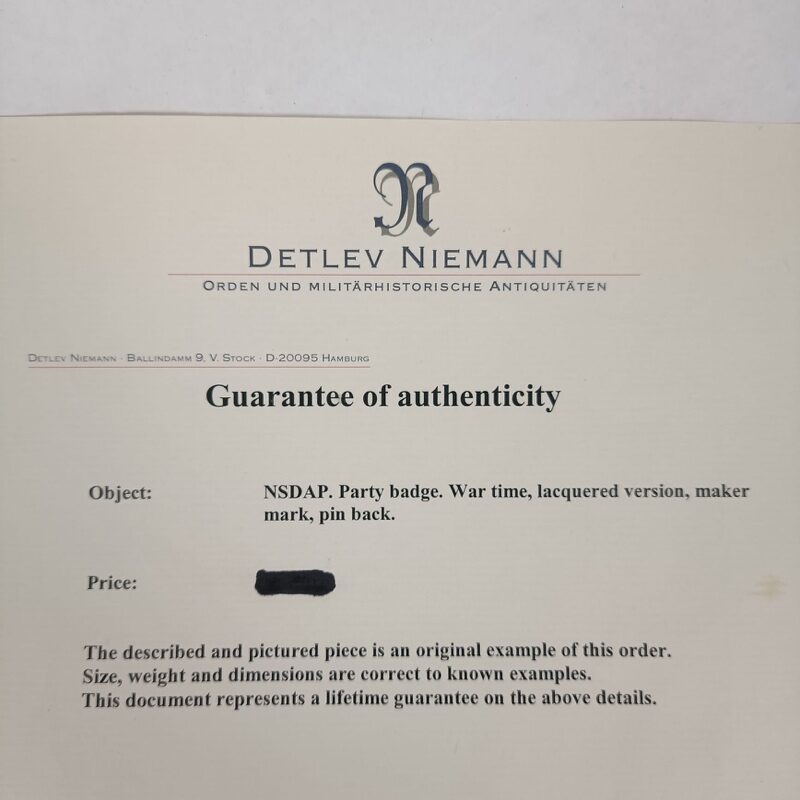 N
DETLEV NIEMANN
ORDEN UND MILITÄRHISTORISCHE ANTIQUITÄTEN
DETLEV NIEMANN · BALLINDAMM 9, V. STOCK · D-20095 HAMBURG
Guarantee of authenticity
Object: NSDAP. Party badge. War time, lacquered version, maker
mark, pin back.
Price:
The described and pictured piece is an original example of this order.
Size, weight and dimensions are correct to known examples.
This document represents a lifetime guarantee on the above details.